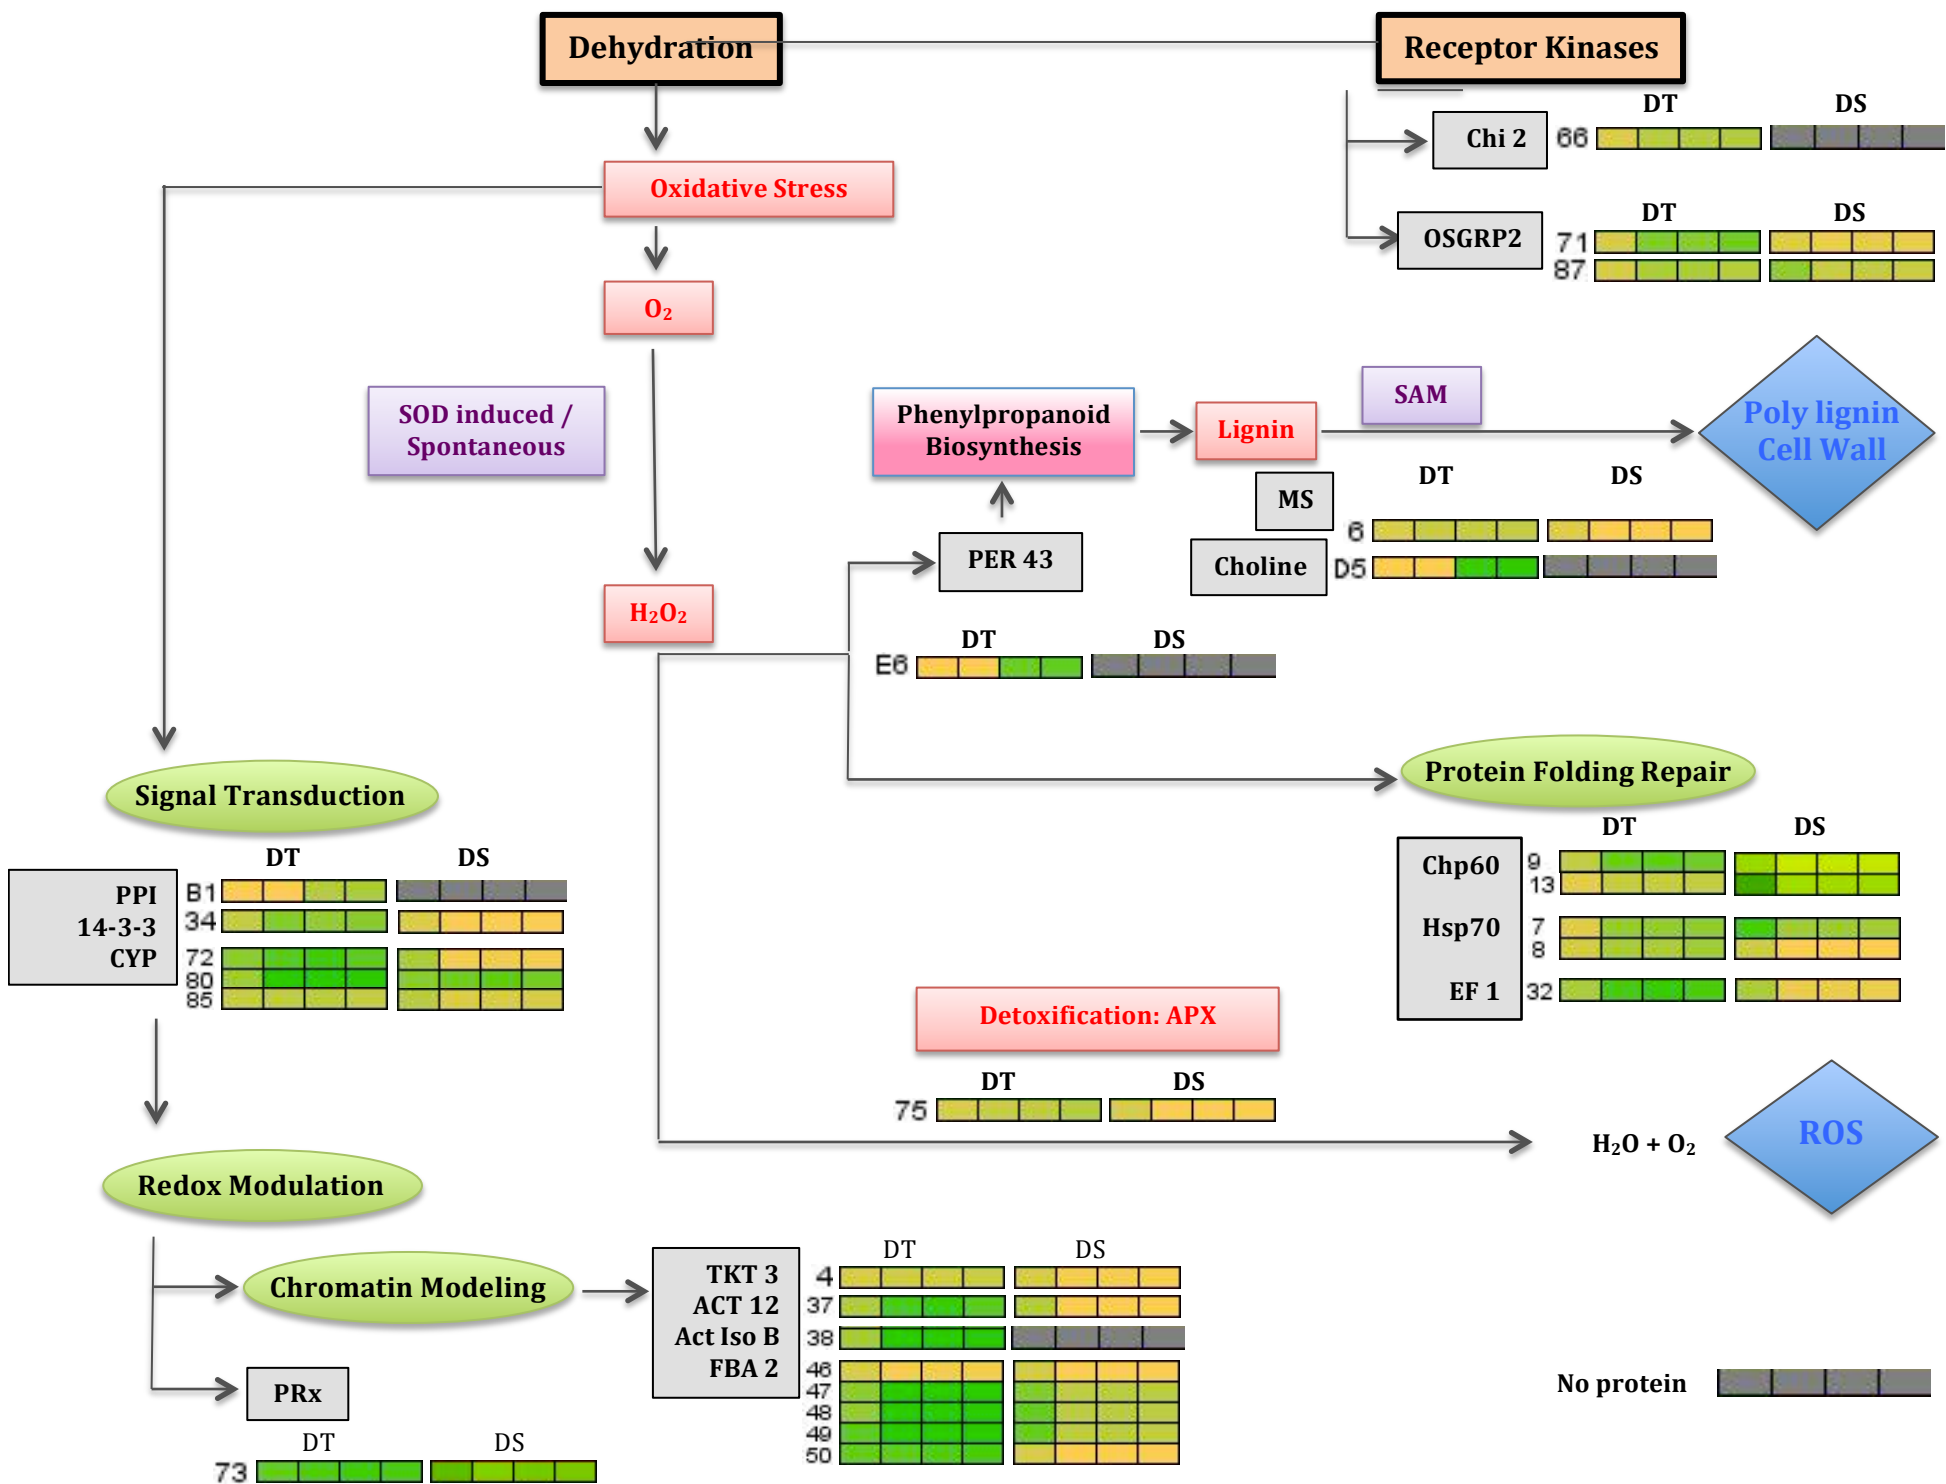 Dehydration
Receptor Kinases
DT DS
Chi 2 66
Oxidative Stress
DT DS
OSGRP2 71
87
O₂
SOD induced /
Spontaneous
Phenylpropanoid
Biosynthesis
Lignin
SAM
Poly lignin
Cell Wall
DT DS
MS
6
Choline D5
PER 43
H₂O₂
DT DS
E6
Signal Transduction
Protein Folding Repair
DT DS
Chp60 9
13
Hsp70 7
8
EF 1 32
DT DS
PPI B1
14-3-3 34
CYP 72
80
85
Detoxification: APX
DT DS
75
H₂O + O₂
ROS
Redox Modulation
Chromatin Modeling
DT DS
TKT 3 4
ACT 12 37
Act Iso B 38
FBA 2 46
47
48
49
50
PRx
DT DS
73
No protein